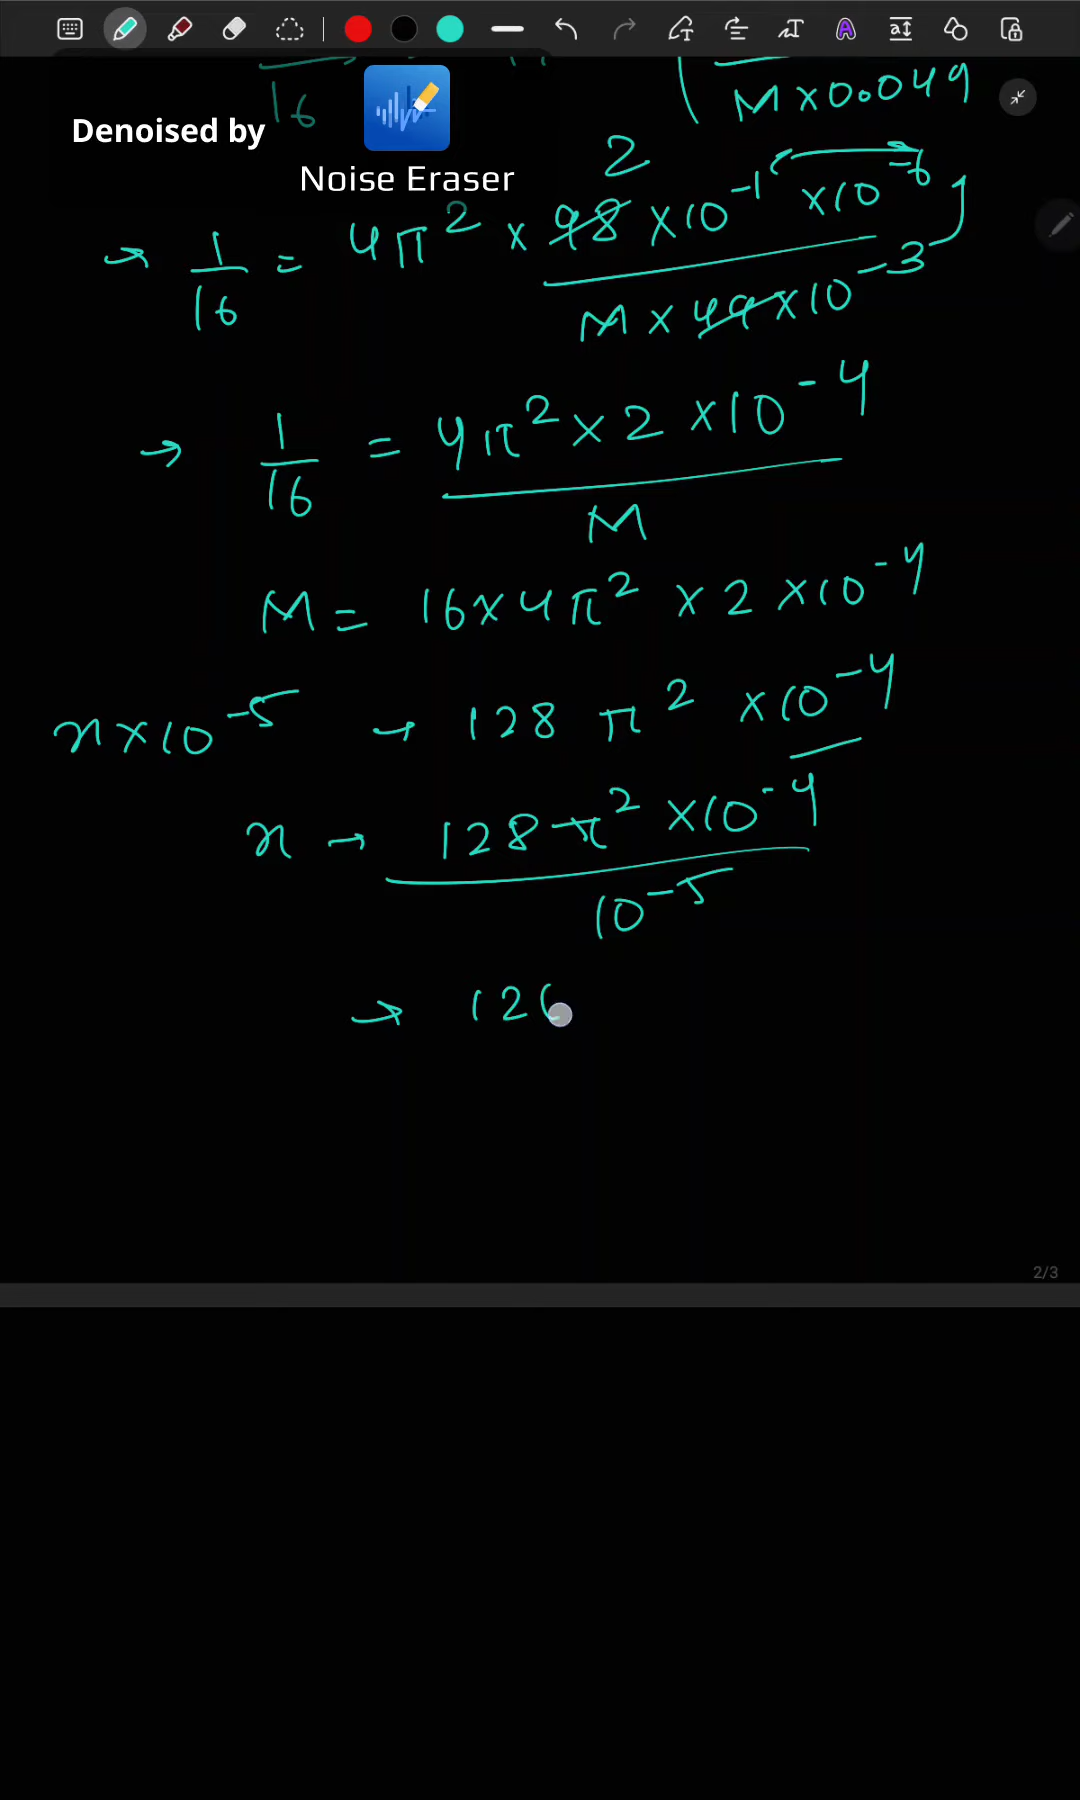 16
M×0.049
Denoised by
Noise Eraser
→ 1/16 = 4π² × 98×10⁻¹ ×10⁻⁶ / M×49×10⁻³
2
→ 1/16 = 4π²×2×10⁻⁴ / M
M = 16×4π² ×2×10⁻⁴
x×10⁻⁵ → 128 π² ×10⁻⁴
x → 128π² ×10⁻⁴ / 10⁻⁵
→ 12
2/3